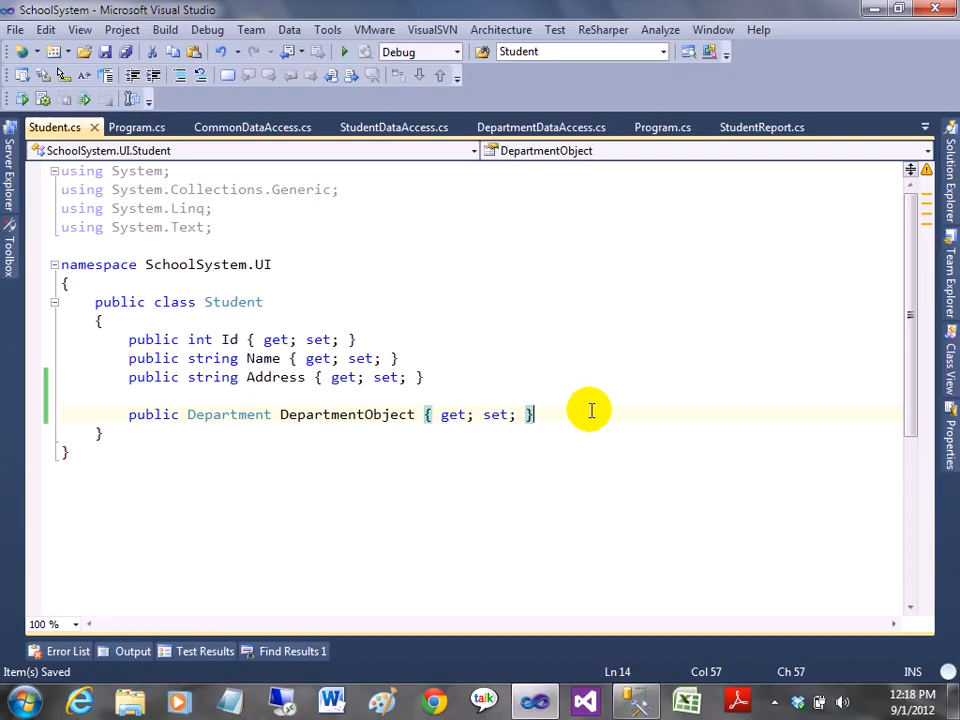 SchoolSystem - Microsoft Visual Studio
File Edit View Project Build Debug Team Data Tools VMware VisualSVN Architecture Test ReSharper Analyze Window Help
Debug Student
Student.cs Program.cs CommonDataAccess.cs StudentDataAccess.cs DepartmentDataAccess.cs Program.cs StudentReport.cs
SchoolSystem.UI.Student DepartmentObject
using System;
using System.Collections.Generic;
using System.Linq;
using System.Text;
namespace SchoolSystem.UI
{
public class Student
{
public int Id { get; set; }
public string Name { get; set; }
public string Address { get; set; }
public Department DepartmentObject { get; set; }
}
}
Server Explorer
Toolbox
Solution Explorer
Team Explorer
Class View
Properties
100 %
Error List Output Test Results Find Results 1
Item(s) Saved Ln 14 Col 57 Ch 57 INS
talk
12:18 PM
9/1/2012